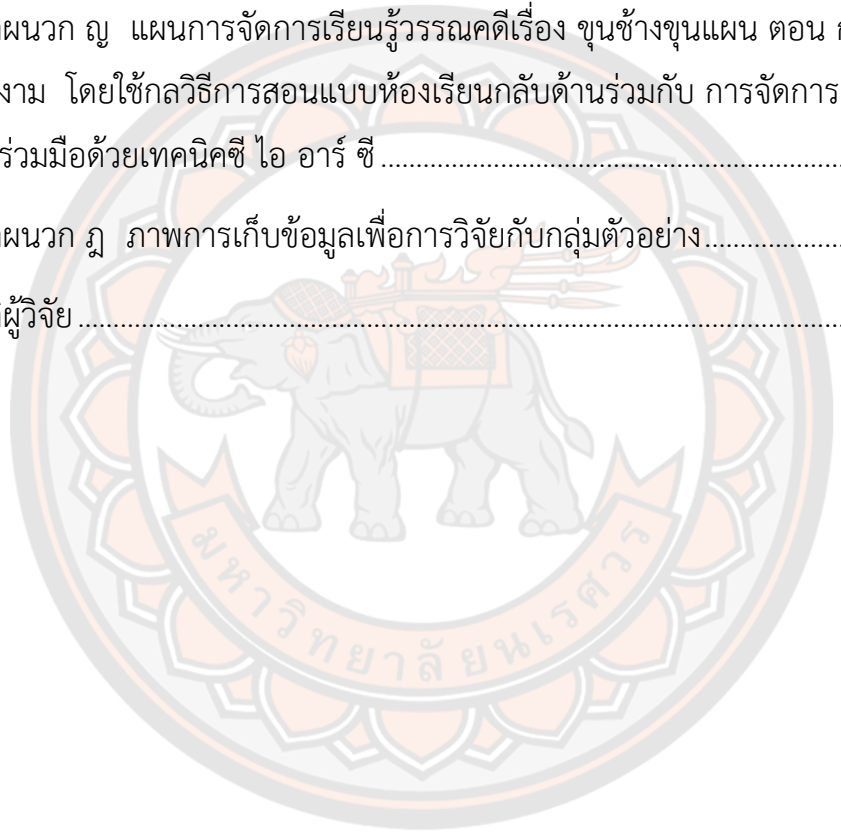 ผนวก ญ แผนการจัดการเรียนรู้วรรณคดีเรื่อง ขุนช้างขุนแผน ตอน
งาม โดยใช้กลวิธีการสอนแบบห้องเรียนกลับด้านร่วมกับ การจัดการ
ร่วมมือด้วยเทคนิคซี ไอ อาร์ ซี ................................................................
ผนวก ฎ ภาพการเก็บข้อมูลเพื่อการวิจัยกับกลุ่มตัวอย่าง......................
ผู้วิจัย ................................................................................................
มหาวิทยาลัยนเรศวร